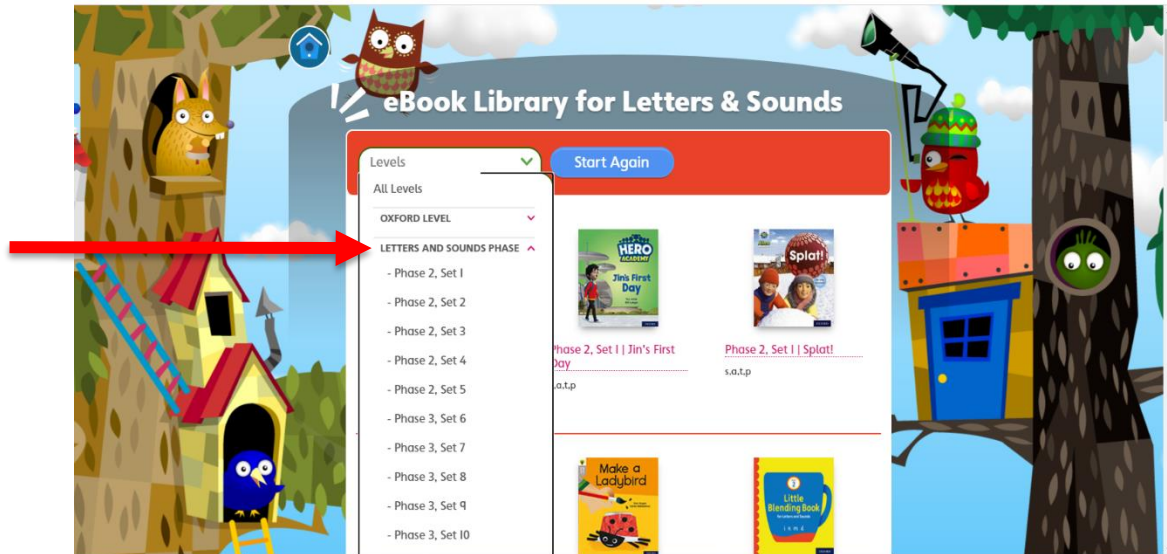 eBook Library for Letters & Sounds
Levels
Start Again
All Levels
OXFORD LEVEL
LETTERS AND SOUNDS PHASE
- Phase 2, Set 1
- Phase 2, Set 2
- Phase 2, Set 3
- Phase 2, Set 4
- Phase 2, Set 5
- Phase 3, Set 6
- Phase 3, Set 7
- Phase 3, Set 8
- Phase 3, Set 9
- Phase 3, Set 10
HERO
ACADEMY
Jin's First
Day
Splat!
Phase 2, Set 1 | Jin's First
Day
s,a,t,p
Phase 2, Set 1 | Splat!
s,a,t,p
Make a
Ladybird
Little
Blending Book
for Letters and Sounds
i n m d